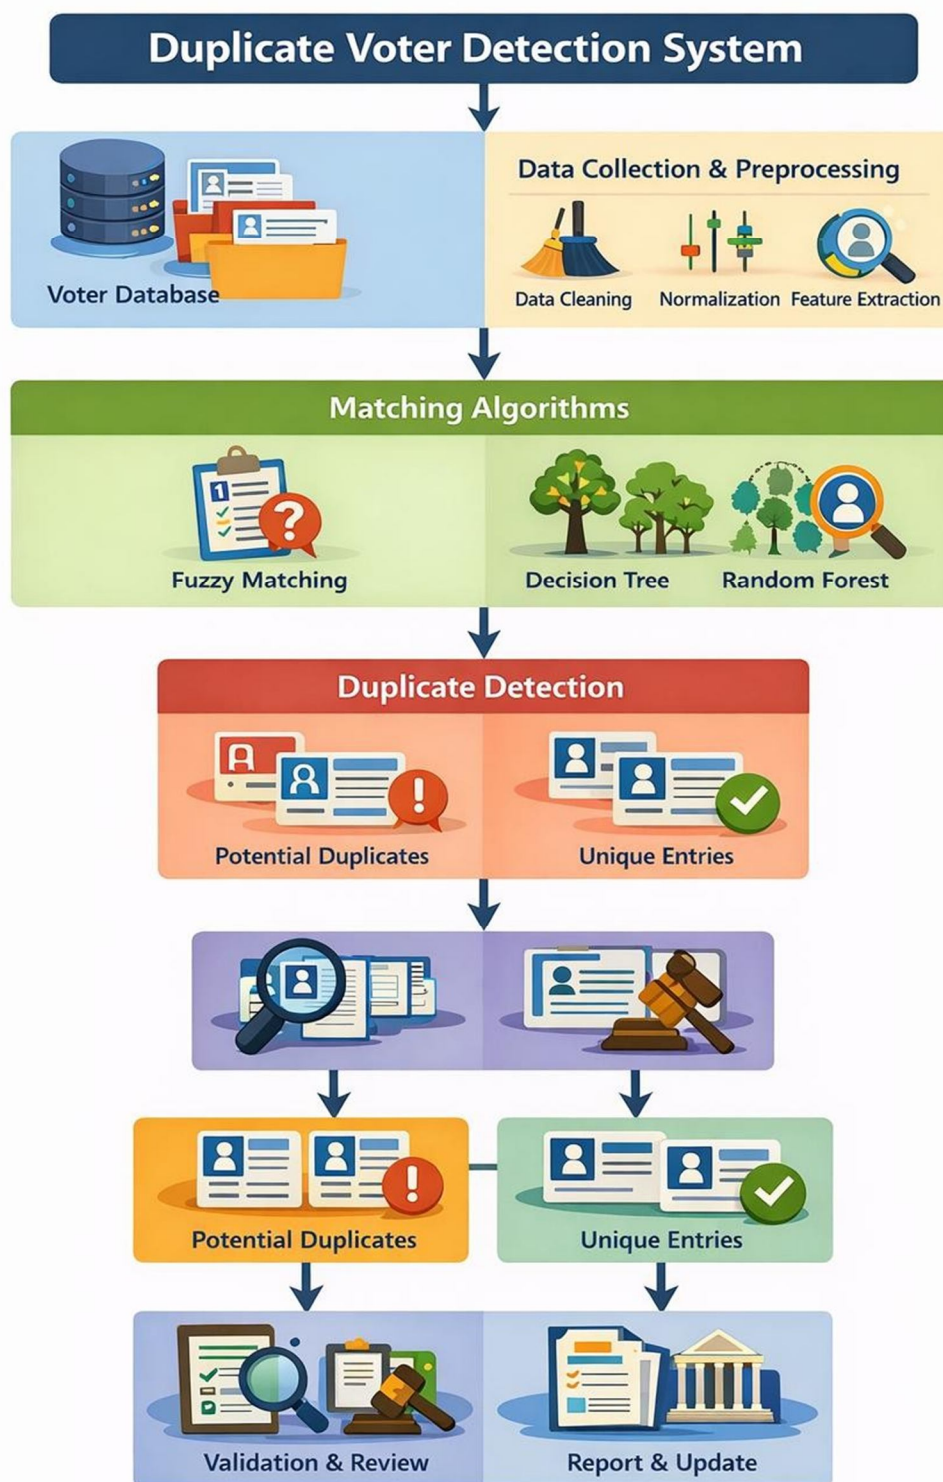 Duplicate Voter Detection System
Voter Database
Data Collection & Preprocessing
Data Cleaning
Normalization
Feature Extraction
Matching Algorithms
1
?
Fuzzy Matching
Decision Tree
Random Forest
Duplicate Detection
!
Potential Duplicates
Unique Entries
!
Potential Duplicates
Unique Entries
Validation & Review
Report & Update